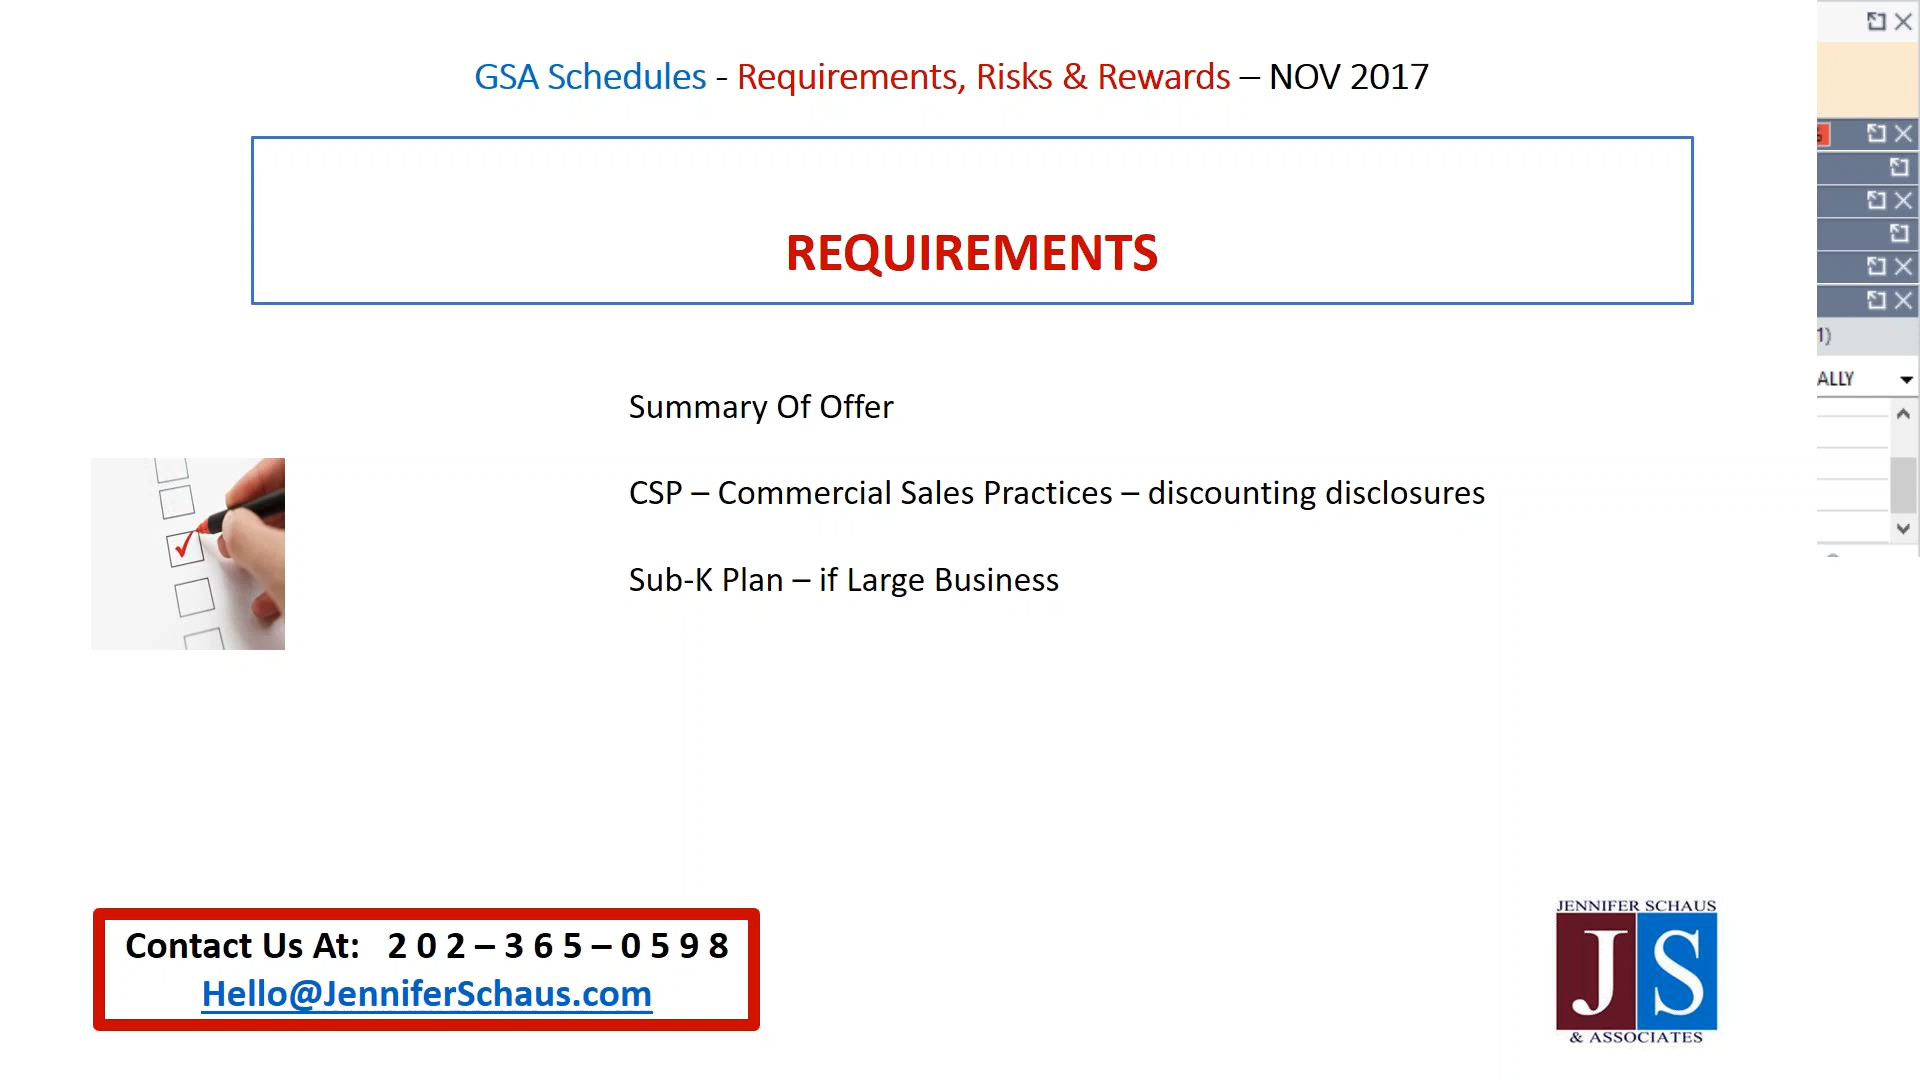 GSA Schedules - Requirements, Risks & Rewards – NOV 2017
REQUIREMENTS
1)
ALLY
Summary Of Offer
CSP – Commercial Sales Practices – discounting disclosures
Sub-K Plan – if Large Business
Contact Us At: 2 0 2 – 3 6 5 – 0 5 9 8
Hello@JenniferSchaus.com
JENNIFER SCHAUS
JS
& ASSOCIATES